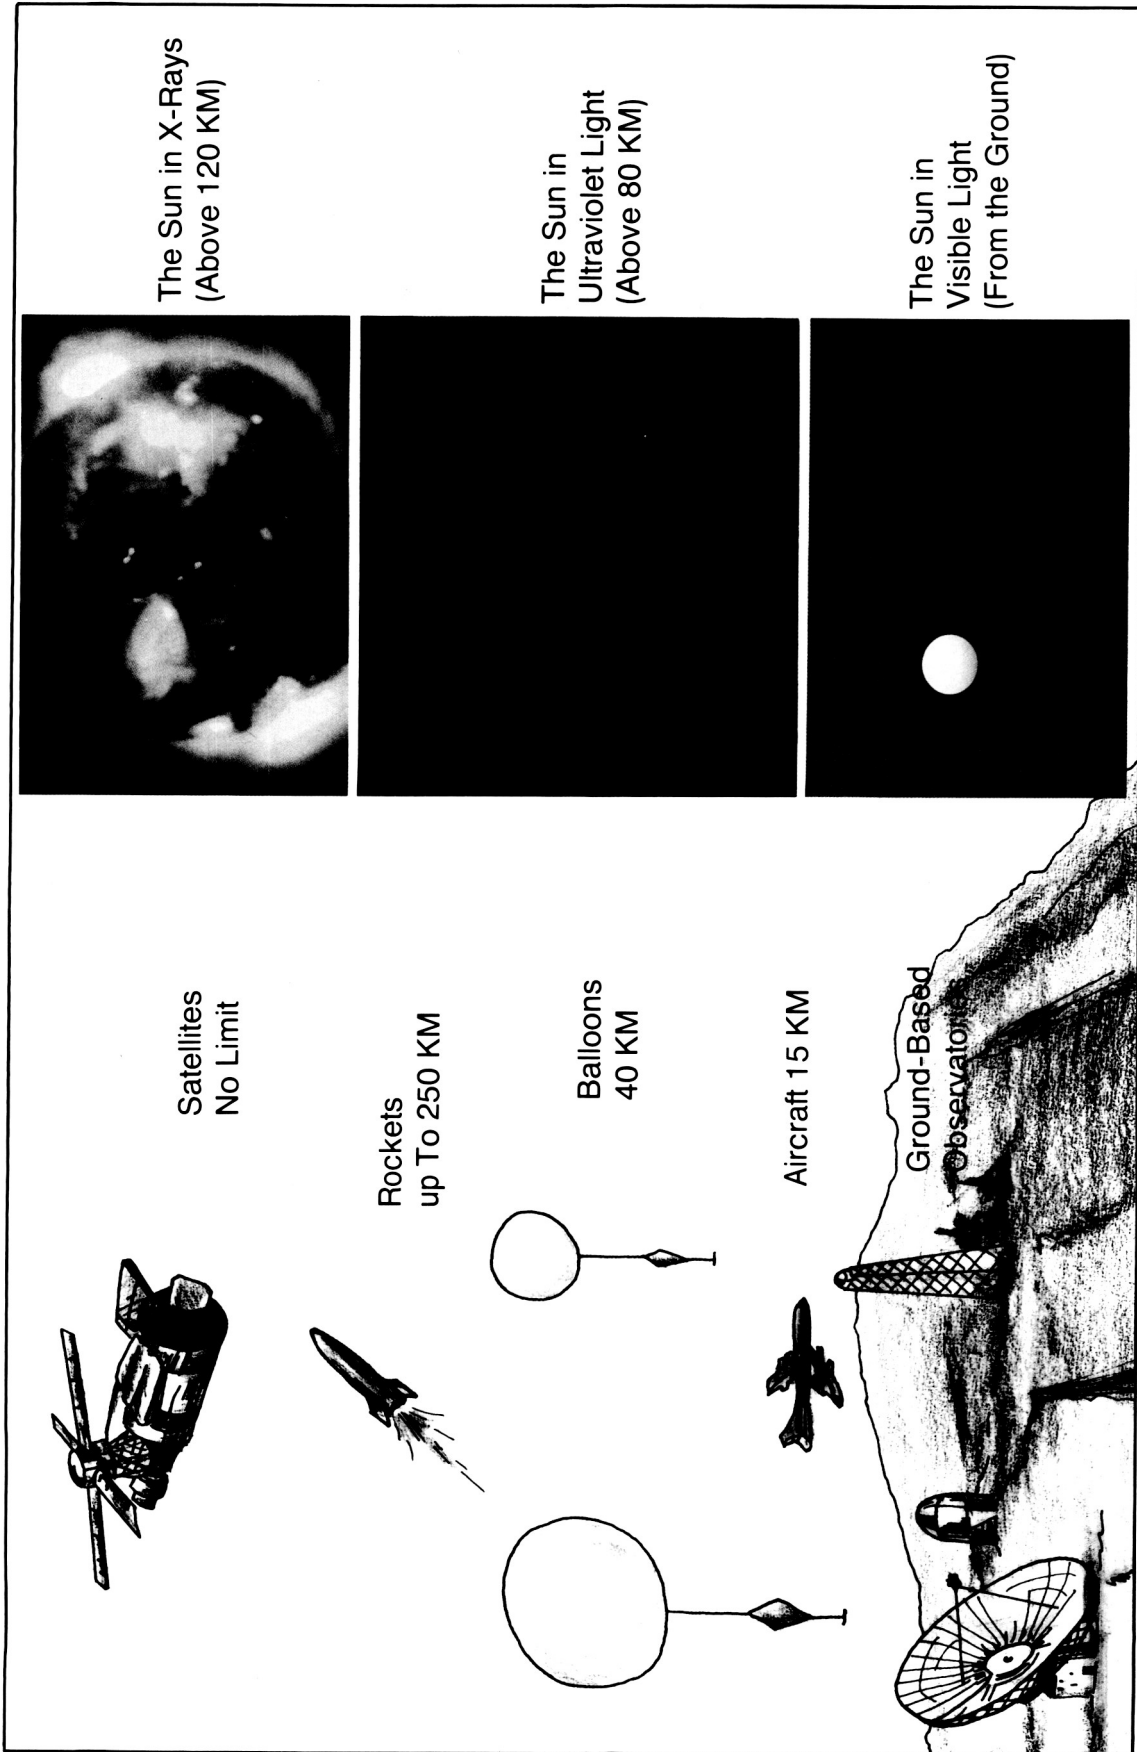 Satellites
No Limit
Rockets
up To 250 KM
Balloons
40 KM
Aircraft 15 KM
Ground-Based
Observatories
The Sun in X-Rays
(Above 120 KM)
The Sun in
Ultraviolet Light
(Above 80 KM)
The Sun in
Visible Light
(From the Ground)